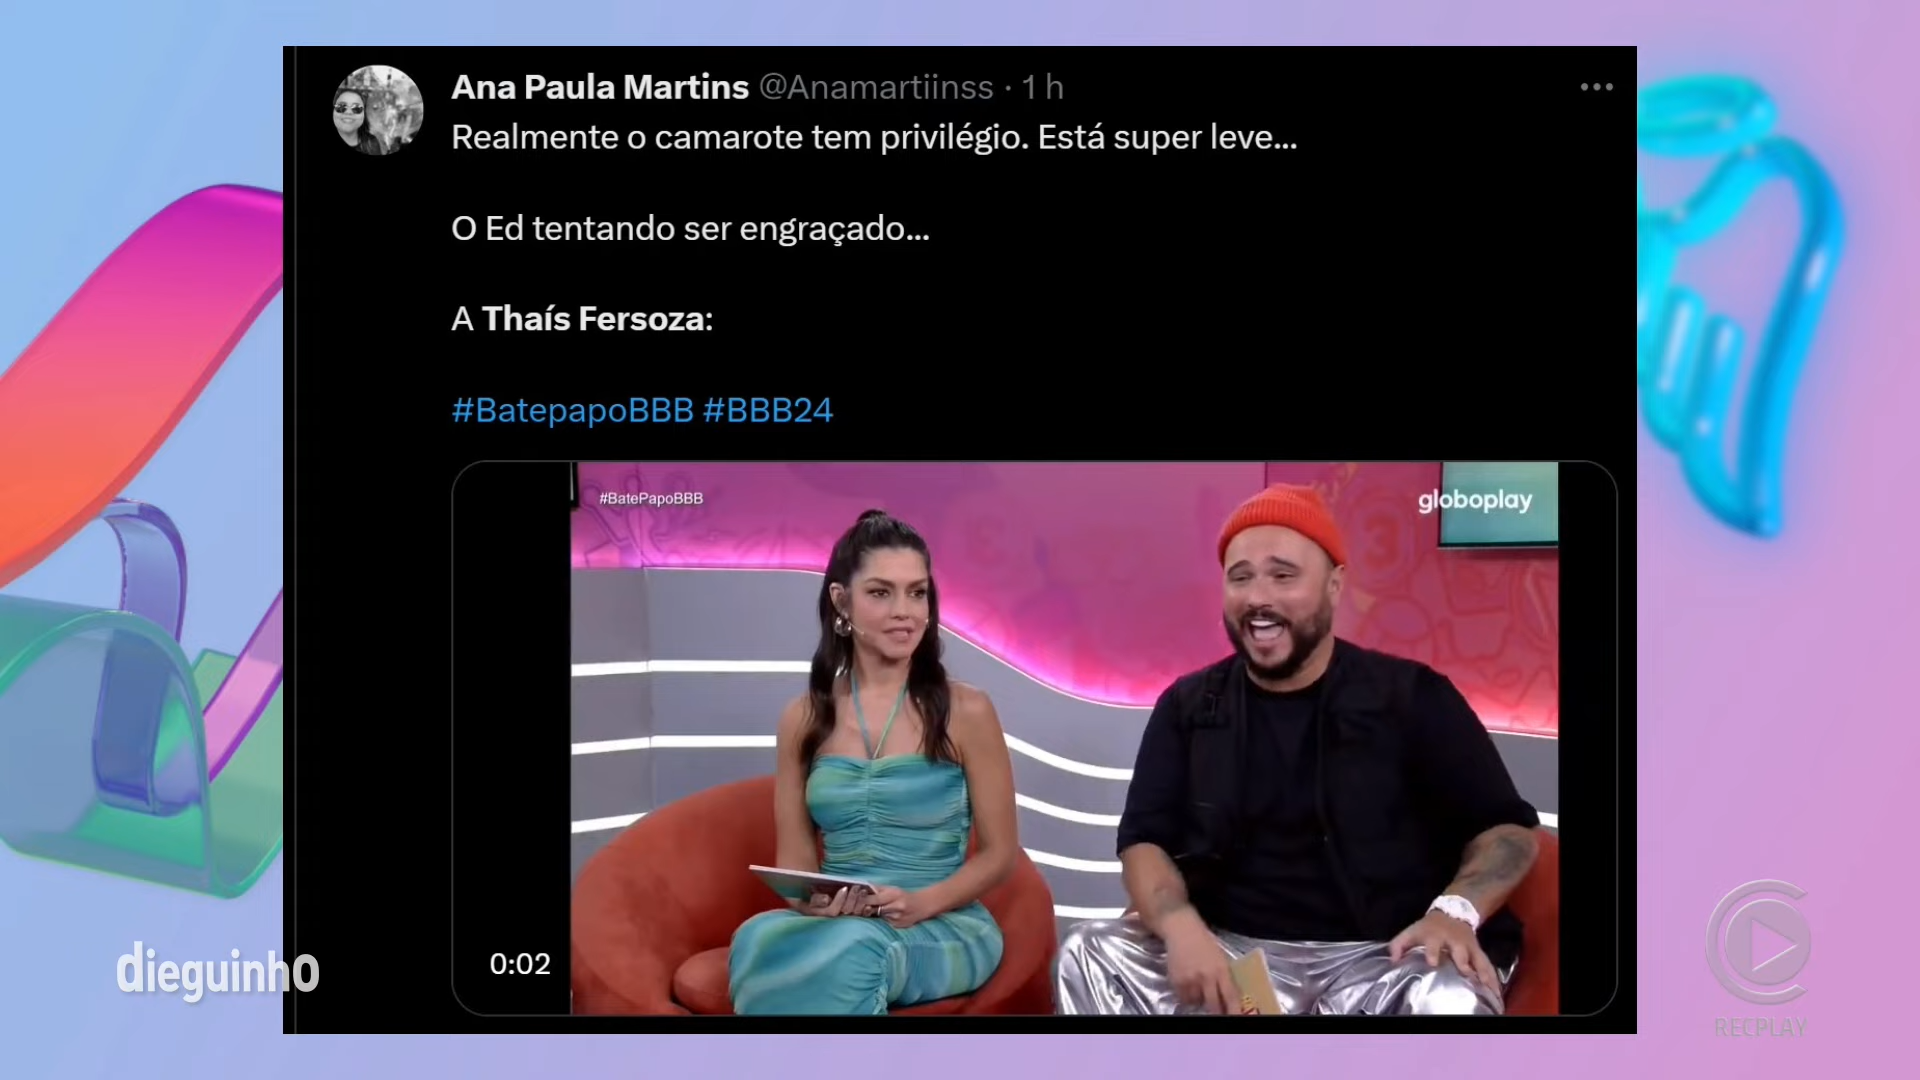 Ana Paula Martins @Anamartiinss · 1 h
Realmente o camarote tem privilégio. Está super leve...
O Ed tentando ser engraçado...
A Thaís Fersoza:
#BatepapoBBB #BBB24
#BatePapoBBB
globoplay
0:02
dieguinho
RECPLAY